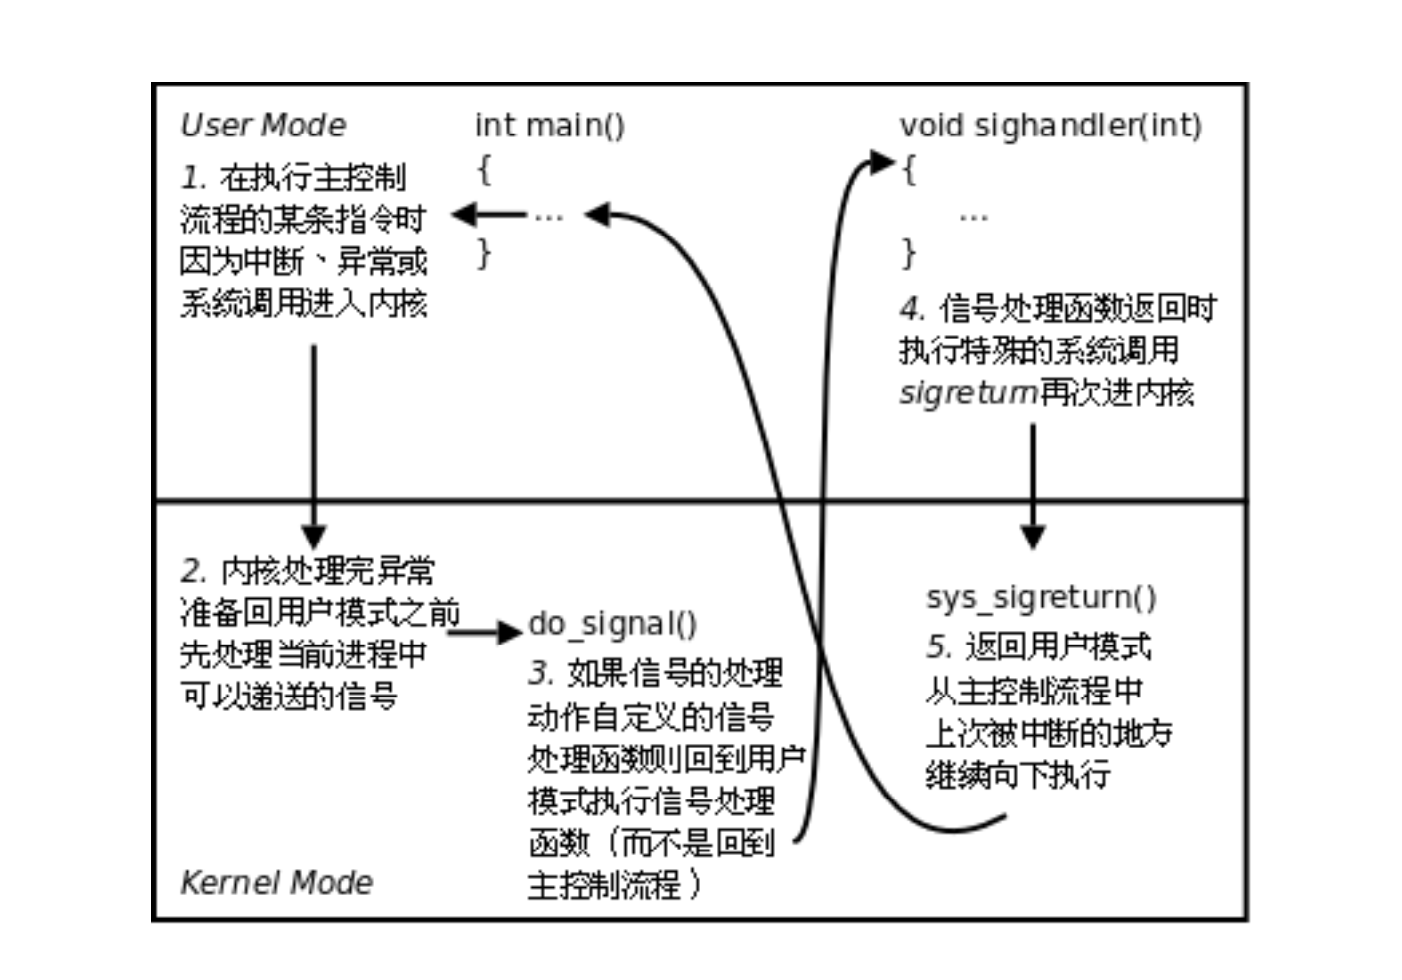 User Mode
1. 在执行主控制
流程的某条指令时
因为中断、异常或
系统调用进入内核
int main()
{
...
}
void sighandler(int)
{
...
}
4. 信号处理函数返回时
执行特殊的系统调用
sigreturn再次进内核
2. 内核处理完异常
准备回用户模式之前
先处理当前进程中
可以递送的信号
do_signal()
3. 如果信号的处理
动作自定义的信号
处理函数则回到用户
模式执行信号处理
函数（而不是回到
主控制流程）
sys_sigreturn()
5. 返回用户模式
从主控制流程中
上次被中断的地方
继续向下执行
Kernel Mode